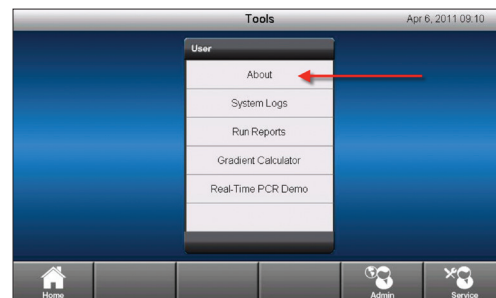 Tools
Apr 6, 2011 09:10
User
About
System Logs
Run Reports
Gradient Calculator
Real-Time PCR Demo
Home
Admin
Service